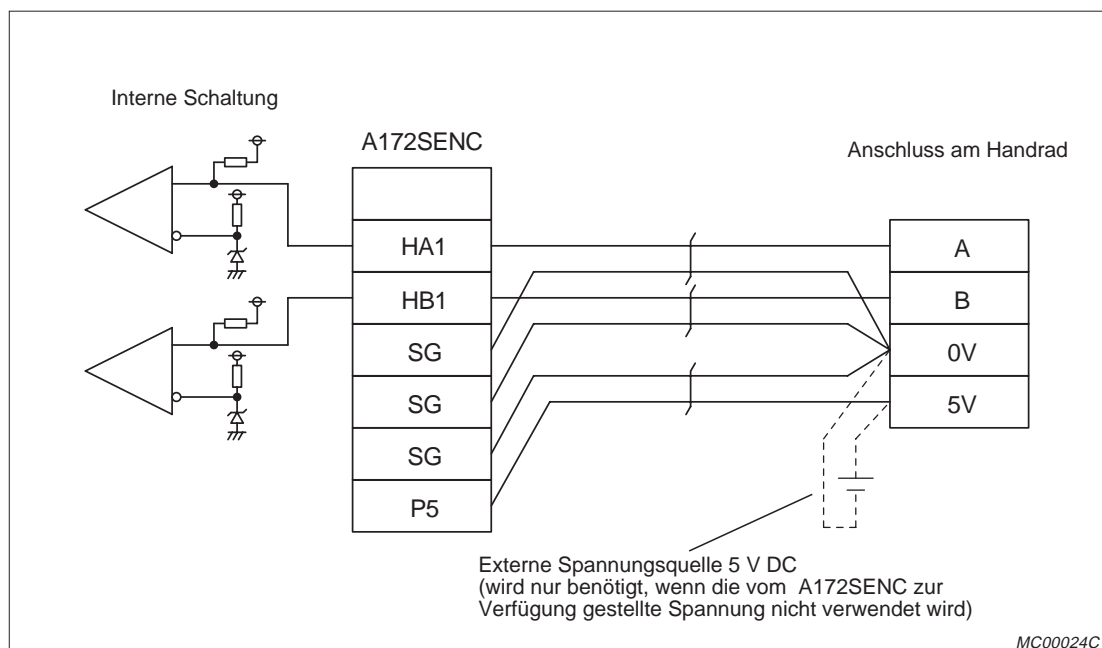 Interne Schaltung
A172SENC
Anschluss am Handrad
HA1
HB1
SG
SG
SG
P5
A
B
0V
5V
Externe Spannungsquelle 5 V DC
(wird nur benötigt, wenn die vom A172SENC zur
Verfügung gestellte Spannung nicht verwendet wird)
MC00024C